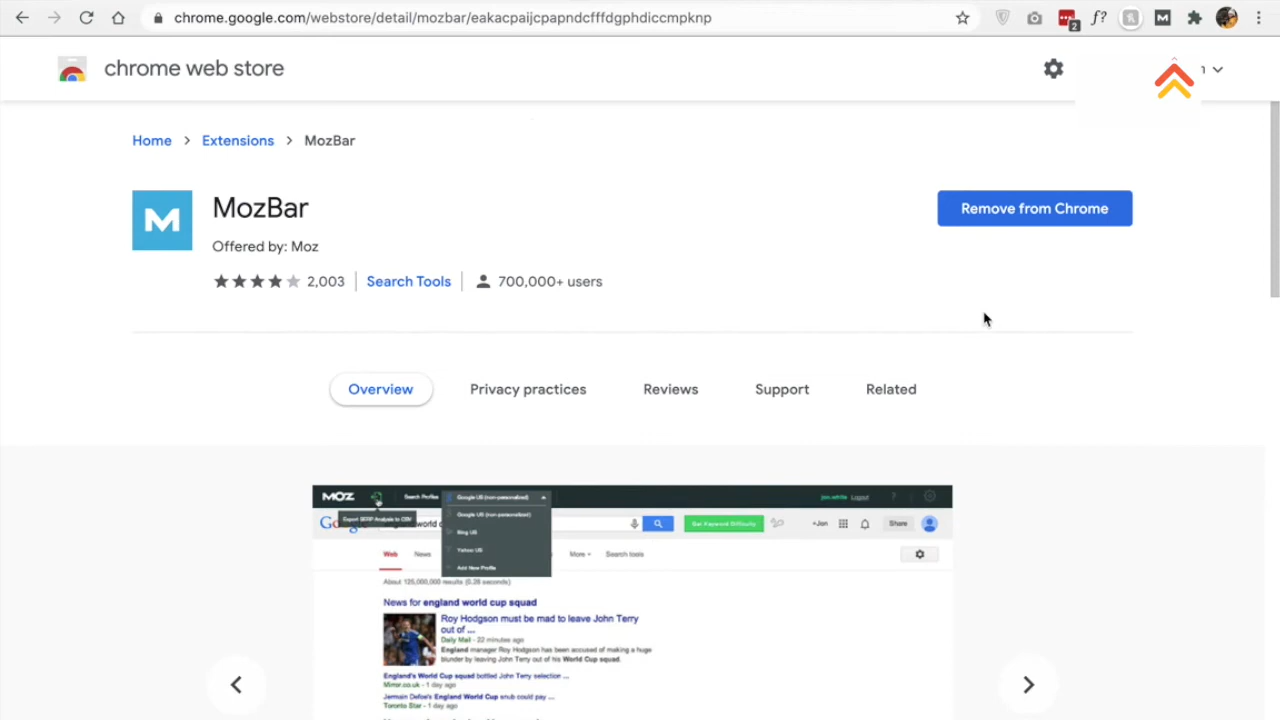 chrome.google.com/webstore/detail/mozbar/eakacpaijcpapndcfffdgphdiccmpknp
2
f?
M
chrome web store
Home > Extensions > MozBar
M
MozBar
Remove from Chrome
Offered by: Moz
2,003
Search Tools
700,000+ users
Overview
Privacy practices
Reviews
Support
Related
MOZ
Search Profiles
Google US (non-personalized)
jon.white
Logout
?
Export SERP Analysis to CSV
Google US (non-personalized)
Get Keyword Difficulty
+Jon
Share
Bing US
Yahoo US
Add New Profile
Web
News
More
Search tools
About 125,000,000 results (0.28 seconds)
News for england world cup squad
Roy Hodgson must be mad to leave John Terry
out of ...
Daily Mail - 22 minutes ago
England manager Roy Hodgson has been accused of making a huge
blunder by leaving John Terry out of his World Cup squad.
England's World Cup squad bottled John Terry selection ...
Mirror.co.uk - 1 day ago
Jermain Defoe's England World Cup snub could pay ...
Toronto Star - 1 day ago